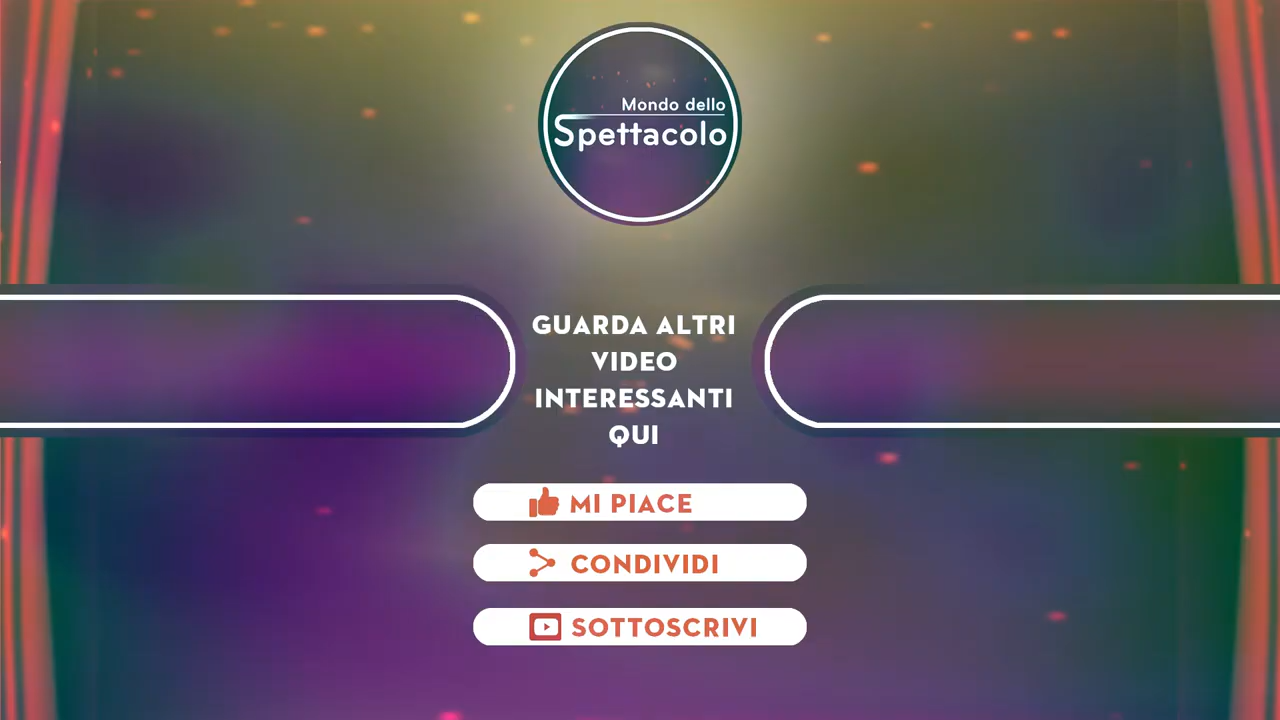 Mondo dello
Spettacolo
GUARDA ALTRI
VIDEO
INTERESSANTI
QUI
MI PIACE
CONDIVIDI
SOTTOSCRIVI